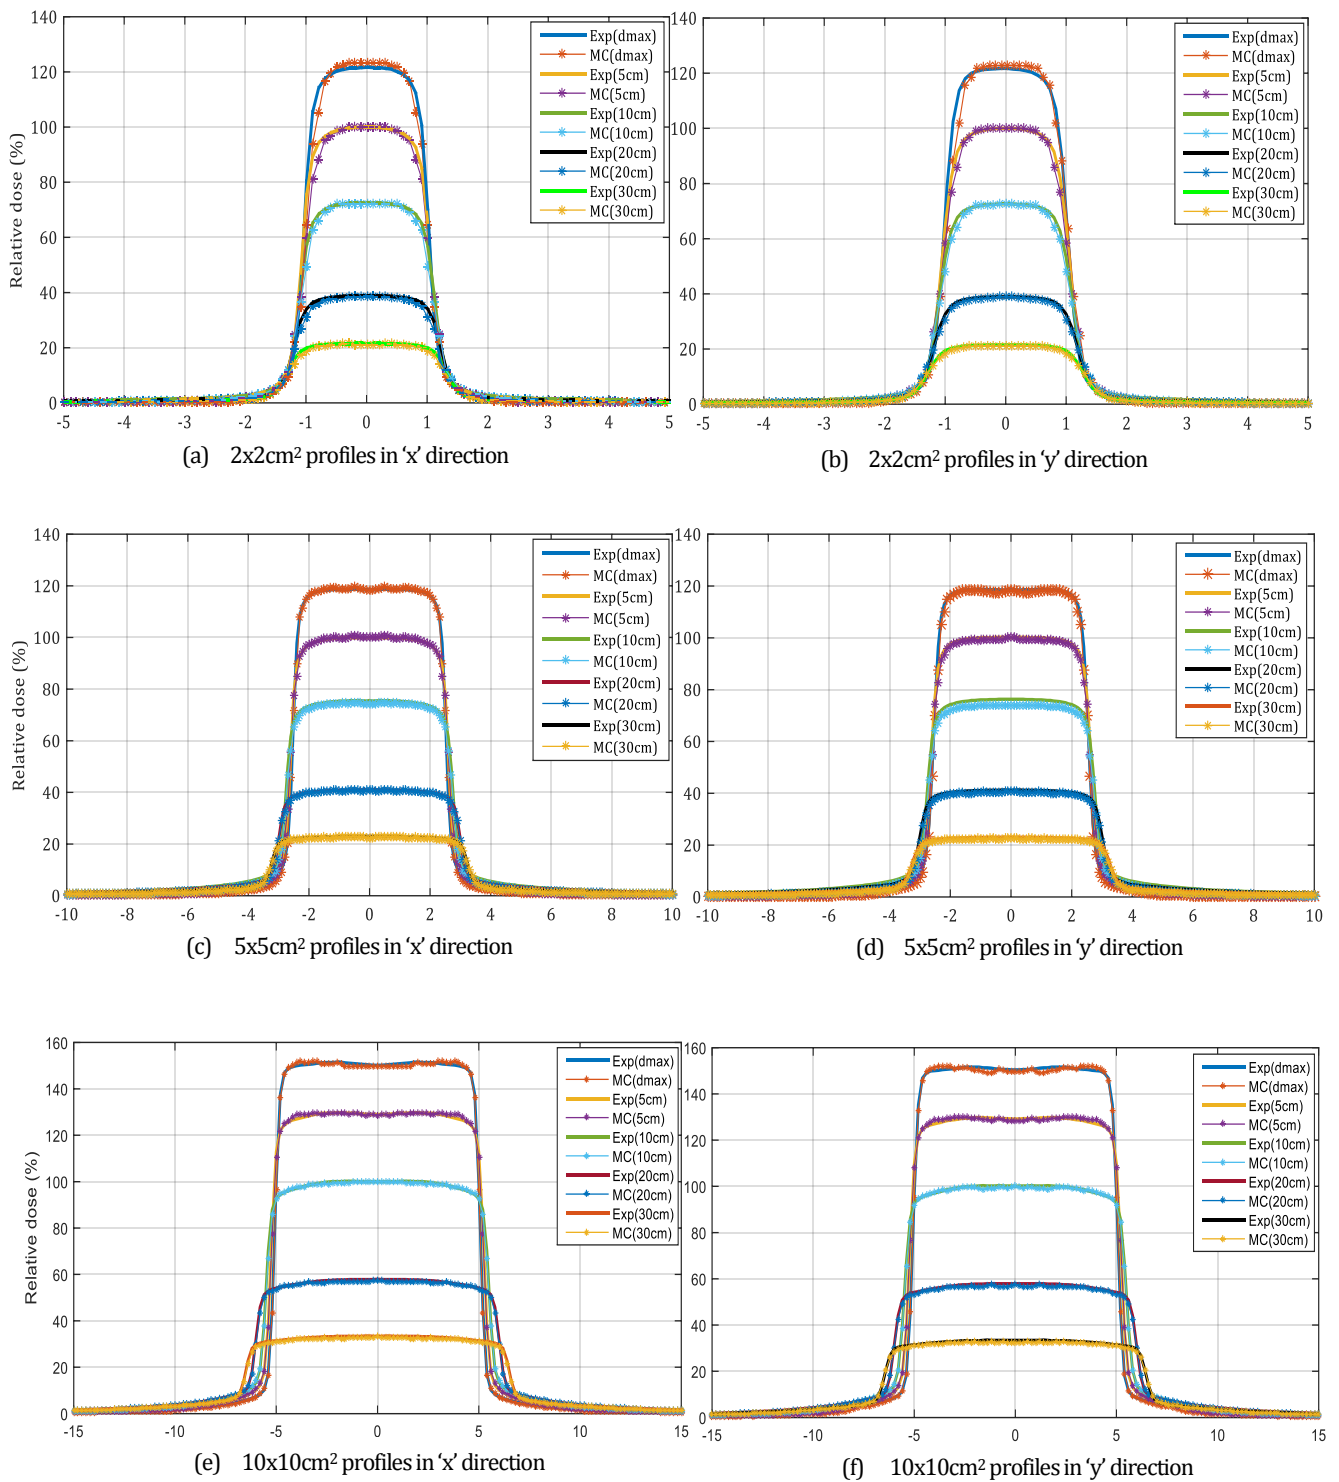 140
120
100
80
60
40
20
0
Relative dose (%)
-5 -4 -3 -2 -1 0 1 2 3 4 5
Exp(dmax)
MC(dmax)
Exp(5cm)
MC(5cm)
Exp(10cm)
MC(10cm)
Exp(20cm)
MC(20cm)
Exp(30cm)
MC(30cm)
(a) 2x2cm² profiles in ‘x’ direction
140
120
100
80
60
40
20
0
-5 -4 -3 -2 -1 0 1 2 3 4 5
Exp(dmax)
MC(dmax)
Exp(5cm)
MC(5cm)
Exp(10cm)
MC(10cm)
Exp(20cm)
MC(20cm)
Exp(30cm)
MC(30cm)
(b) 2x2cm² profiles in ‘y’ direction
140
120
100
80
60
40
20
0
Relative dose (%)
-10 -8 -6 -4 -2 0 2 4 6 8 10
Exp(dmax)
MC(dmax)
Exp(5cm)
MC(5cm)
Exp(10cm)
MC(10cm)
Exp(20cm)
MC(20cm)
Exp(30cm)
MC(30cm)
(c) 5x5cm² profiles in ‘x’ direction
140
120
100
80
60
40
20
0
-10 -8 -6 -4 -2 0 2 4 6 8 10
Exp(dmax)
MC(dmax)
Exp(5cm)
MC(5cm)
Exp(10cm)
MC(10cm)
Exp(20cm)
MC(20cm)
Exp(30cm)
MC(30cm)
(d) 5x5cm² profiles in ‘y’ direction
160
140
120
100
80
60
40
20
0
Relative dose (%)
-15 -10 -5 0 5 10 15
Exp(dmax)
MC(dmax)
Exp(5cm)
MC(5cm)
Exp(10cm)
MC(10cm)
Exp(20cm)
MC(20cm)
Exp(30cm)
MC(30cm)
(e) 10x10cm² profiles in ‘x’ direction
160
140
120
100
80
60
40
20
0
-15 -10 -5 0 5 10 15
Exp(dmax)
MC(dmax)
Exp(5cm)
MC(5cm)
Exp(10cm)
MC(10cm)
Exp(20cm)
MC(20cm)
Exp(30cm)
MC(30cm)
(f) 10x10cm² profiles in ‘y’ direction